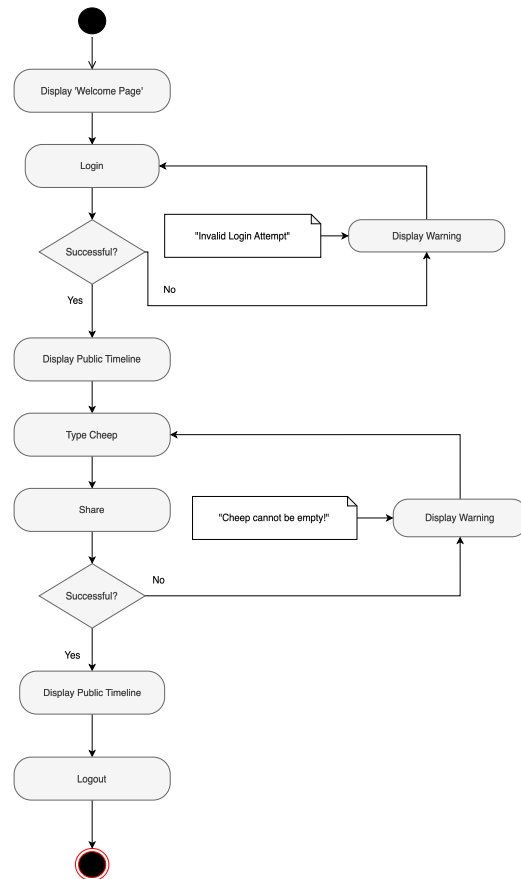 Display 'Welcome Page'
Login
Successful?
"Invalid Login Attempt"
Display Warning
No
Yes
Display Public Timeline
Type Cheep
Share
"Cheep cannot be empty!"
Display Warning
Successful?
No
Yes
Display Public Timeline
Logout